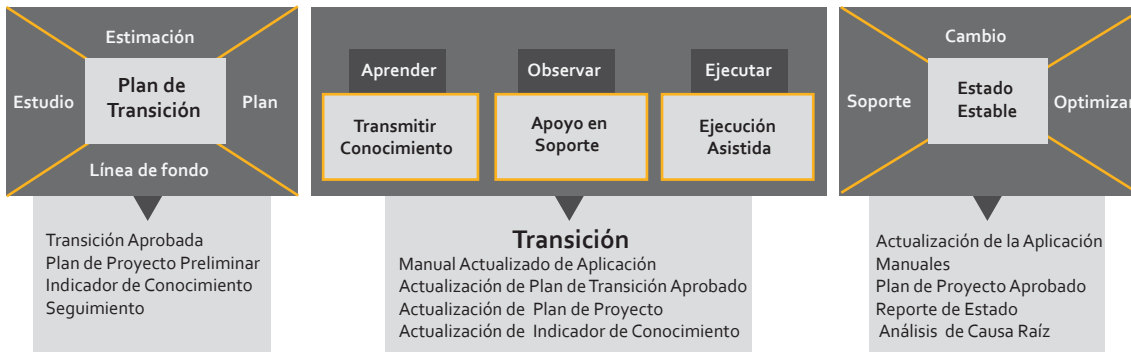 Estimación
Estudio
Plan de
Transición
Plan
Línea de fondo
Transición Aprobada
Plan de Proyecto Preliminar
Indicador de Conocimiento
Seguimiento
Aprender
Observar
Ejecutar
Transmitir
Conocimiento
Apoyo en
Soporte
Ejecución
Asistida
Transición
Manual Actualizado de Aplicación
Actualización de Plan de Transición Aprobado
Actualización de Plan de Proyecto
Actualización de Indicador de Conocimiento
Cambio
Soporte
Estado
Estable
Optimizar
Actualización de la Aplicación
Manuales
Plan de Proyecto Aprobado
Reporte de Estado
Análisis de Causa Raíz